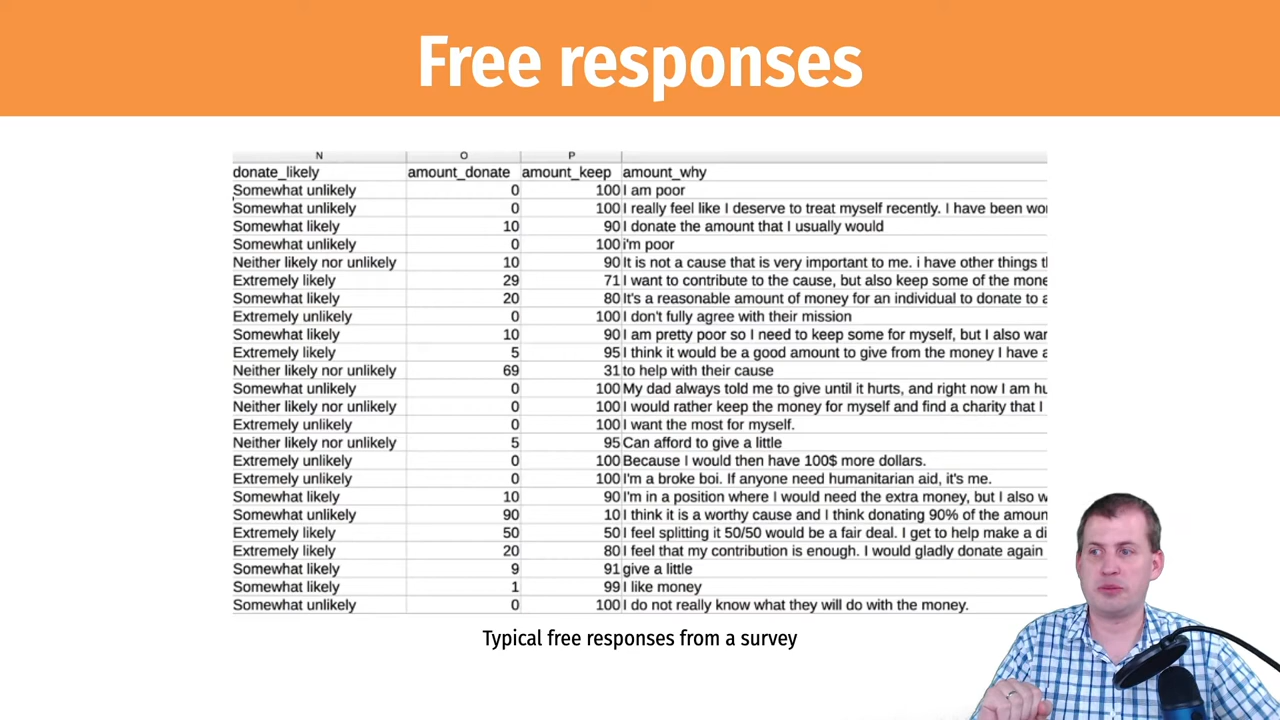 Free responses
N O P
donate_likely amount_donate amount_keep amount_why
Somewhat unlikely 0 100 I am poor
Somewhat unlikely 0 100 I really feel like I deserve to treat myself recently. I have been wor
Somewhat likely 10 90 I donate the amount that I usually would
Somewhat unlikely 0 100 i'm poor
Neither likely nor unlikely 10 90 It is not a cause that is very important to me. i have other things t
Extremely likely 29 71 I want to contribute to the cause, but also keep some of the mone
Somewhat likely 20 80 It's a reasonable amount of money for an individual to donate to a
Extremely unlikely 0 100 I don't fully agree with their mission
Somewhat likely 10 90 I am pretty poor so I need to keep some for myself, but I also wan
Extremely likely 5 95 I think it would be a good amount to give from the money I have a
Neither likely nor unlikely 69 31 to help with their cause
Somewhat unlikely 0 100 My dad always told me to give until it hurts, and right now I am hu
Neither likely nor unlikely 0 100 I would rather keep the money for myself and find a charity that I
Extremely unlikely 0 100 I want the most for myself.
Neither likely nor unlikely 5 95 Can afford to give a little
Extremely unlikely 0 100 Because I would then have 100$ more dollars.
Extremely unlikely 0 100 I'm a broke boi. If anyone need humanitarian aid, it's me.
Somewhat likely 10 90 I'm in a position where I would need the extra money, but I also w
Somewhat unlikely 90 10 I think it is a worthy cause and I think donating 90% of the amoun
Extremely likely 50 50 I feel splitting it 50/50 would be a fair deal. I get to help make a di
Extremely likely 20 80 I feel that my contribution is enough. I would gladly donate again
Somewhat likely 9 91 give a little
Somewhat likely 1 99 I like money
Somewhat unlikely 0 100 I do not really know what they will do with the money.
Typical free responses from a survey